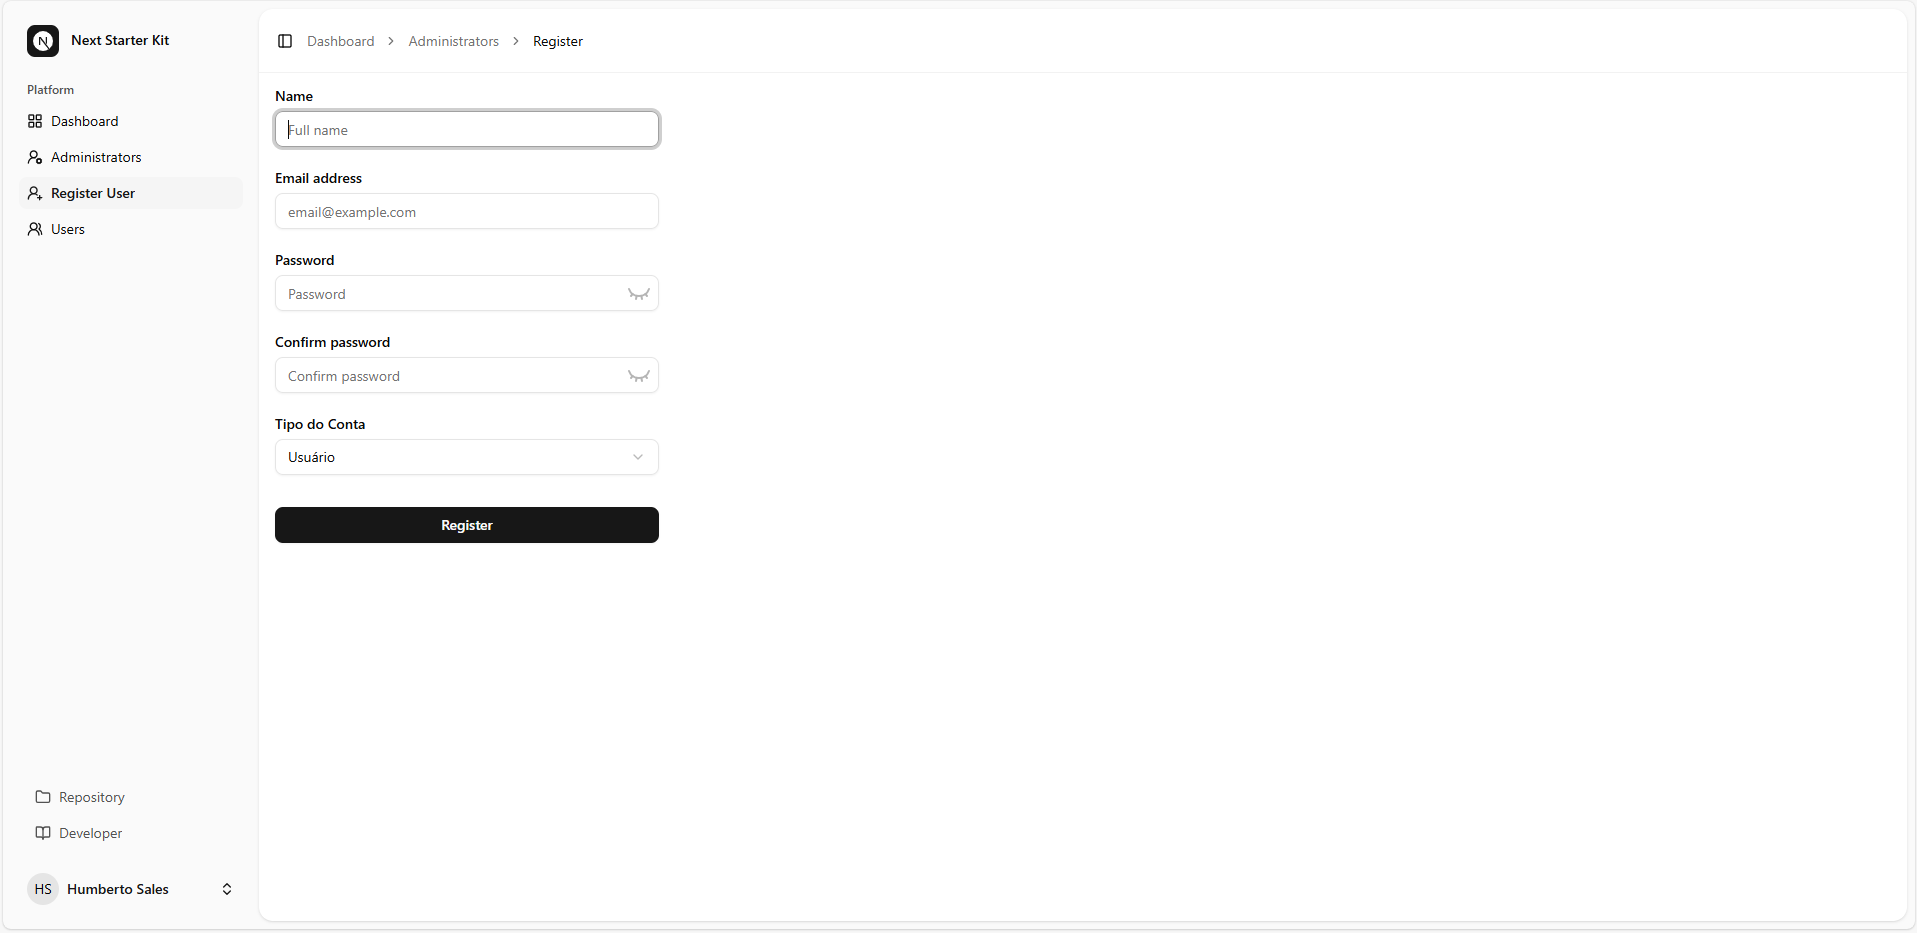 Next Starter Kit
Platform
Dashboard
Administrators
Register User
Users
Repository
Developer
HS Humberto Sales
Dashboard > Administrators > Register
Name
Full name
Email address
email@example.com
Password
Password
Confirm password
Confirm password
Tipo do Conta
Usuário
Register